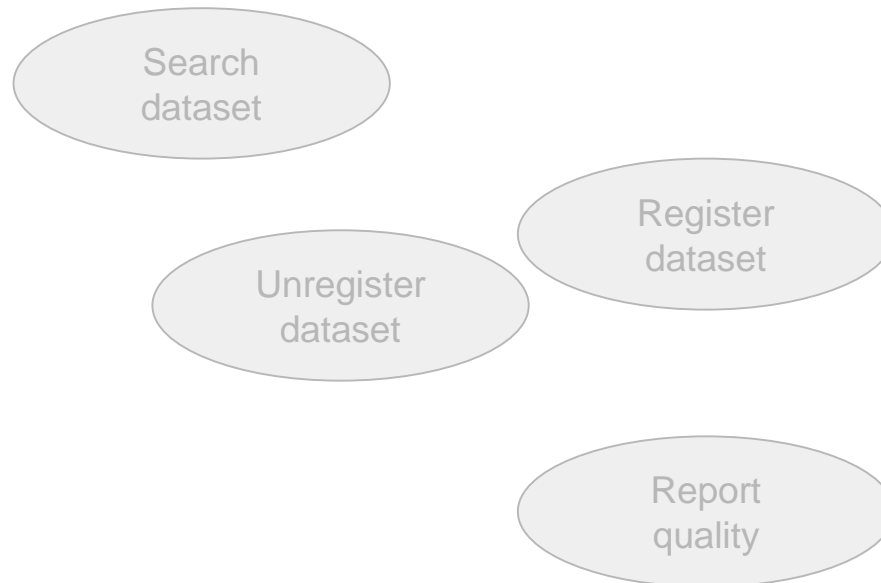 Search
dataset
Register
dataset
Unregister
dataset
Report
quality